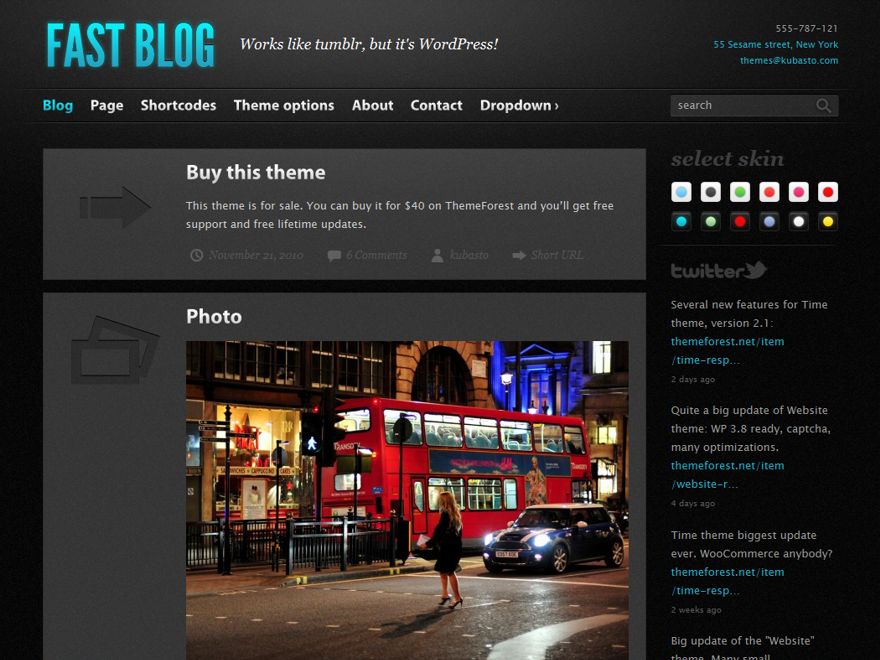 FAST BLOG
Works like tumblr, but it's WordPress!
555-787-121
55 Sesame street, New York
themes@kubasto.com
Blog Page Shortcodes Theme options About Contact Dropdown ›
search
Buy this theme
This theme is for sale. You can buy it for $40 on ThemeForest and you'll get free
support and free lifetime updates.
November 21, 2010 6 Comments kubasto Short URL
Photo
SANDWICHES CAPPUCCINO CAKES
select skin
twitter
Several new features for Time
theme, version 2.1:
themeforest.net/item
/time-resp...
2 days ago
Quite a big update of Website
theme: WP 3.8 ready, captcha,
many optimizations.
themeforest.net/item
/website-r...
4 days ago
Time theme biggest update
ever. WooCommerce anybody?
themeforest.net/item
/time-resp...
2 weeks ago
Big update of the "Website"
theme. Many small